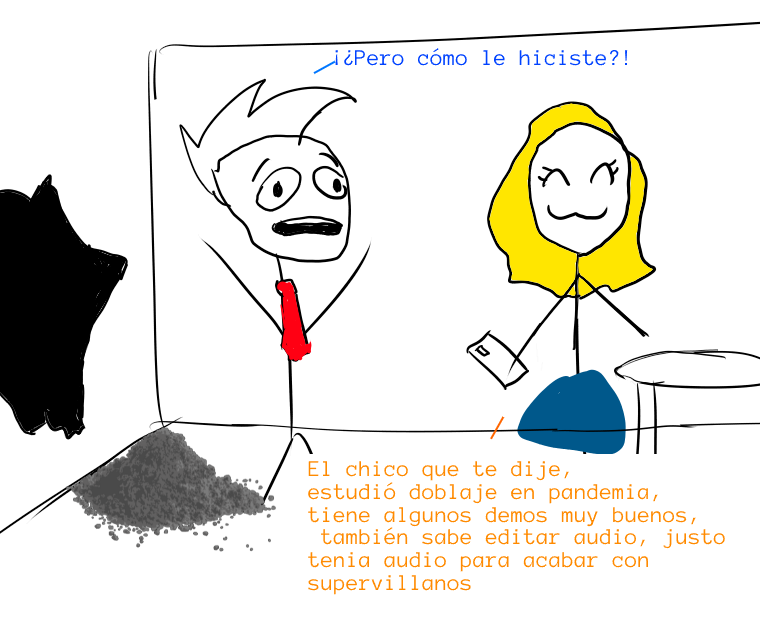 ¡¿Pero cómo le hiciste?!
El chico que te dije,
estudió doblaje en pandemia,
tiene algunos demos muy buenos,
también sabe editar audio, justo
tenia audio para acabar con
supervillanos